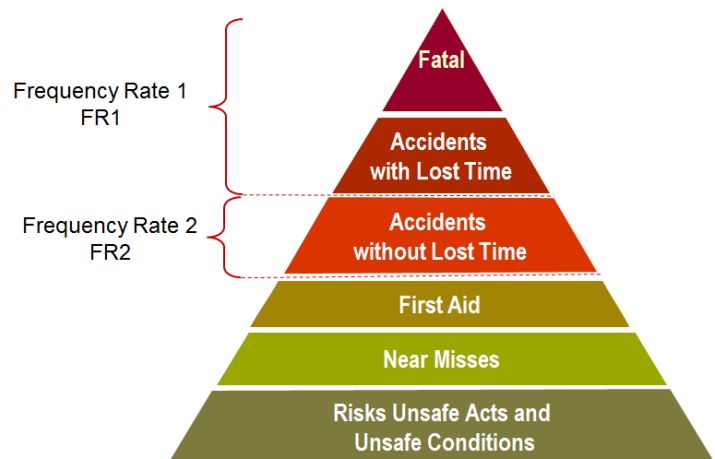 Fatal
Frequency Rate 1
FR1
Accidents
with Lost Time
Frequency Rate 2
FR2
Accidents
without Lost Time
First Aid
Near Misses
Risks Unsafe Acts and
Unsafe Conditions